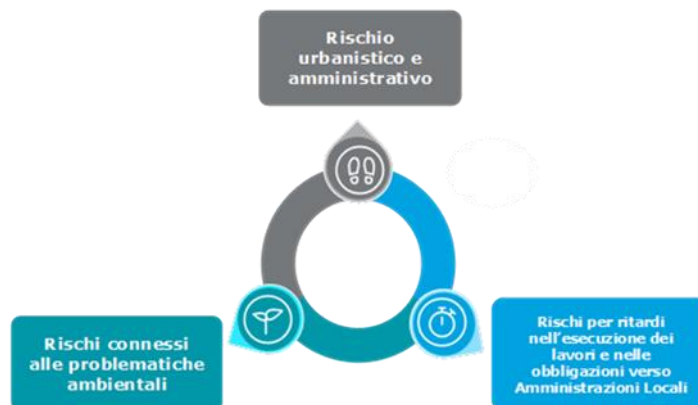 Rischio
urbanistico e
amministrativo
Rischi connessi
alle problematiche
ambientali
Rischi per ritardi
nell'esecuzione dei
lavori e nelle
obbligazioni verso
Amministrazioni Locali